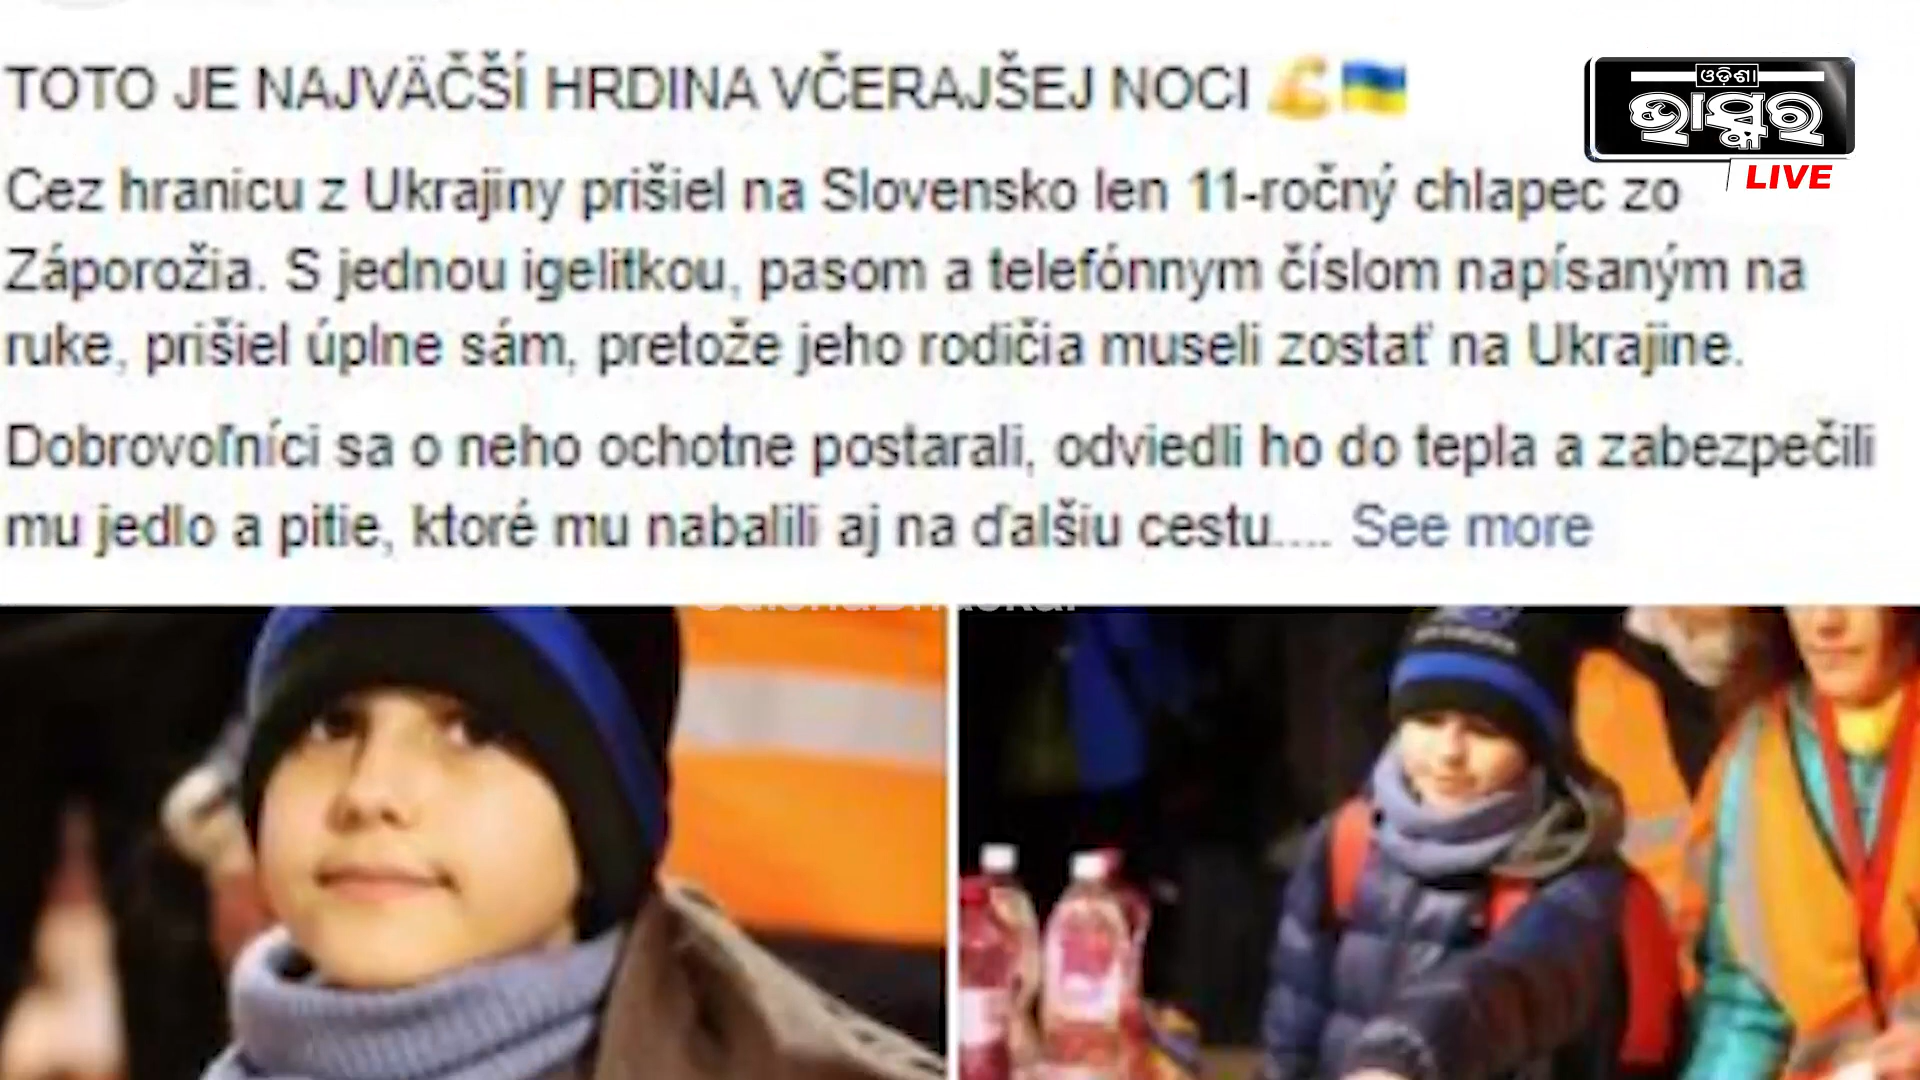 TOTO JE NAJVÄČŠÍ HRDINA VČERAJŠEJ NOCI 💪🇺🇦
ଓଡ଼ିଶା
ଭାସ୍କର
LIVE
Cez hranicu z Ukrajiny prišiel na Slovensko len 11-ročný chlapec zo
Záporožia. S jednou igelitkou, pasom a telefónnym číslom napísaným na
ruke, prišiel úplne sám, pretože jeho rodičia museli zostať na Ukrajine.
Dobrovoľníci sa o neho ochotne postarali, odviedli ho do tepla a zabezpečili
mu jedlo a pitie, ktoré mu nabalili aj na ďalšiu cestu.... See more